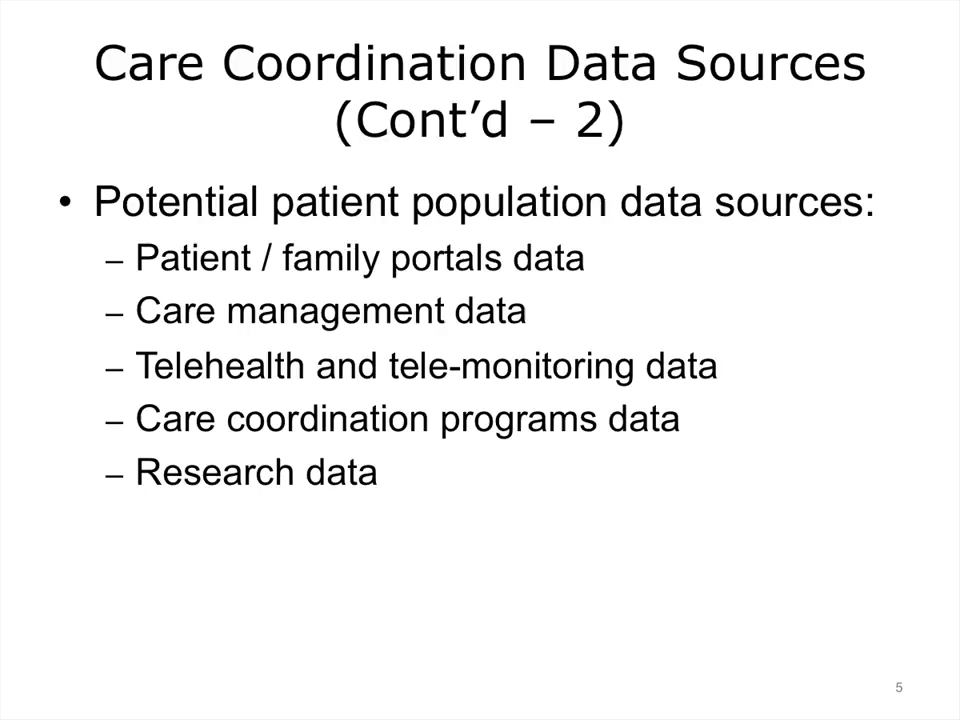 Care Coordination Data Sources
(Cont’d – 2)
• Potential patient population data sources:
– Patient / family portals data
– Care management data
– Telehealth and tele-monitoring data
– Care coordination programs data
– Research data
5